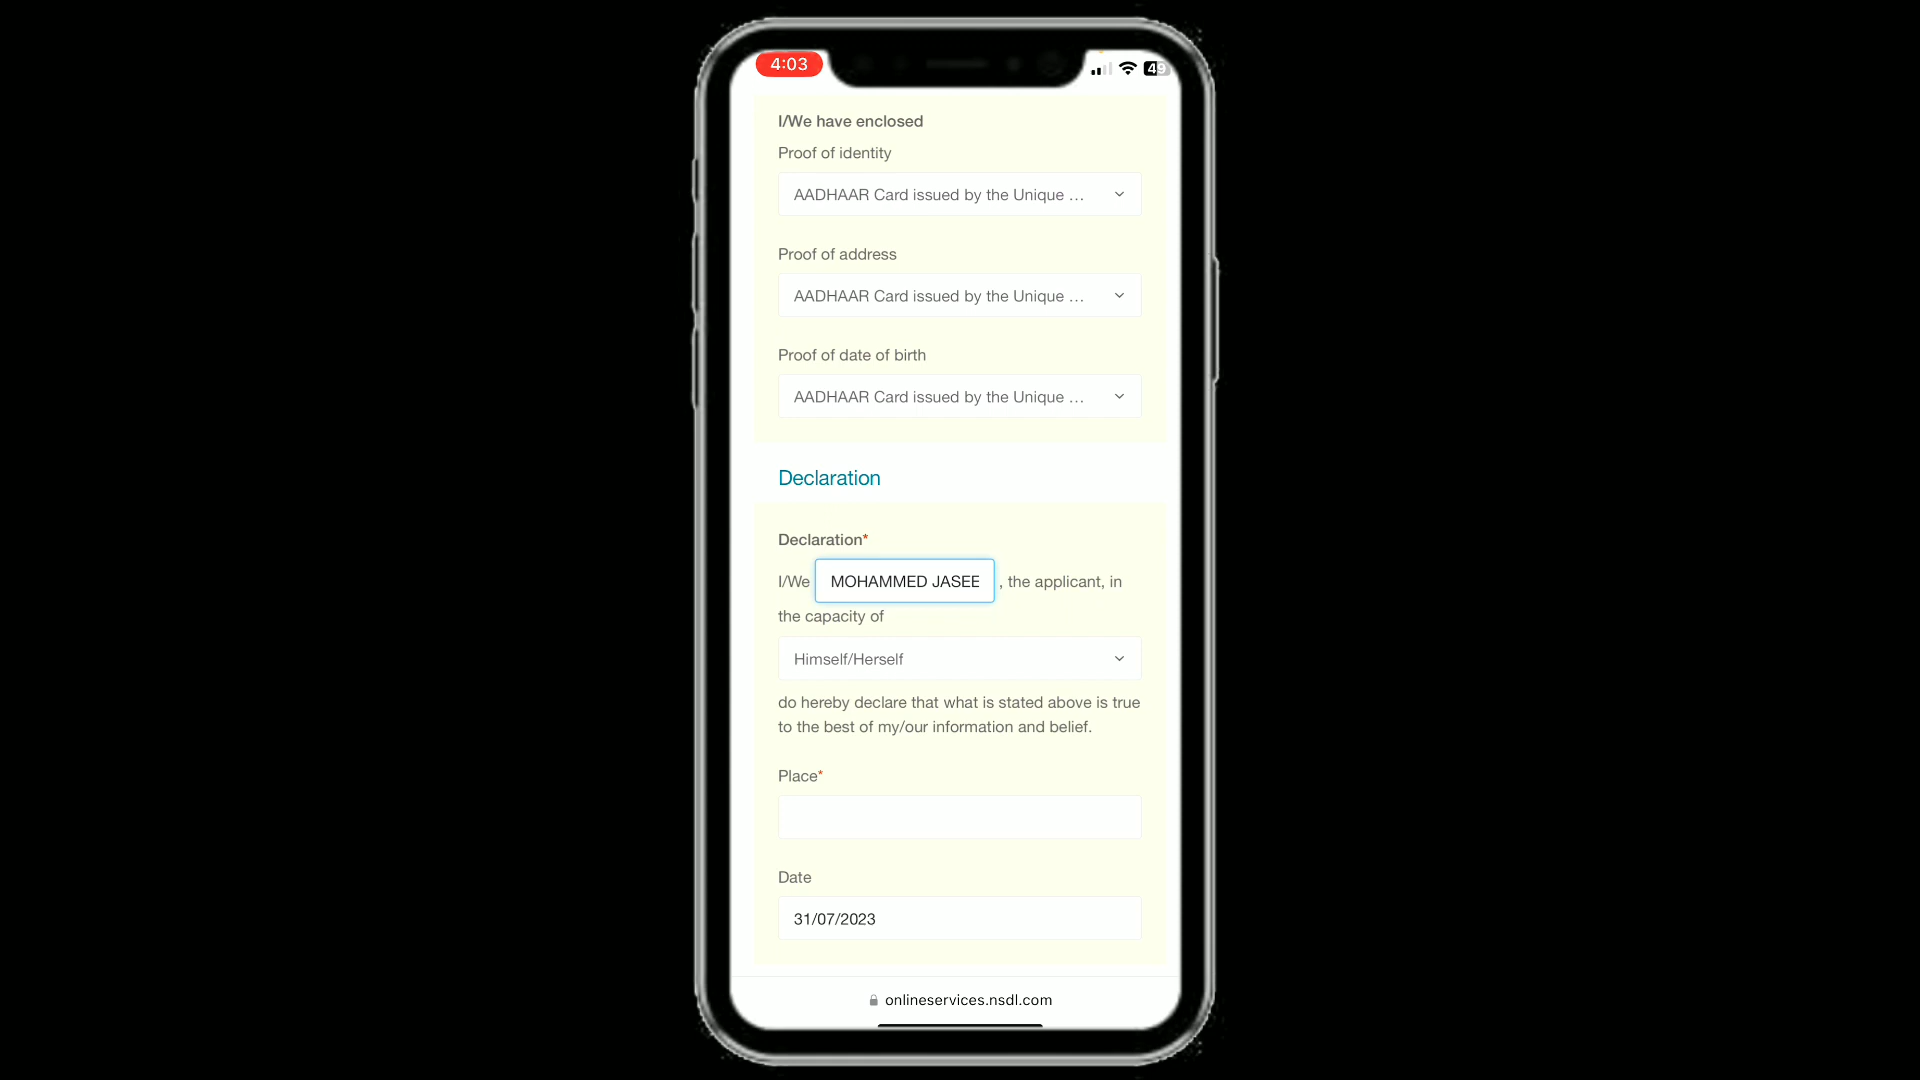 4:03
49
I/We have enclosed
Proof of identity
AADHAAR Card issued by the Unique ...
Proof of address
AADHAAR Card issued by the Unique ...
Proof of date of birth
AADHAAR Card issued by the Unique ...
Declaration
Declaration*
I/We MOHAMMED JASEE , the applicant, in
the capacity of
Himself/Herself
do hereby declare that what is stated above is true
to the best of my/our information and belief.
Place*
Date
31/07/2023
onlineservices.nsdl.com